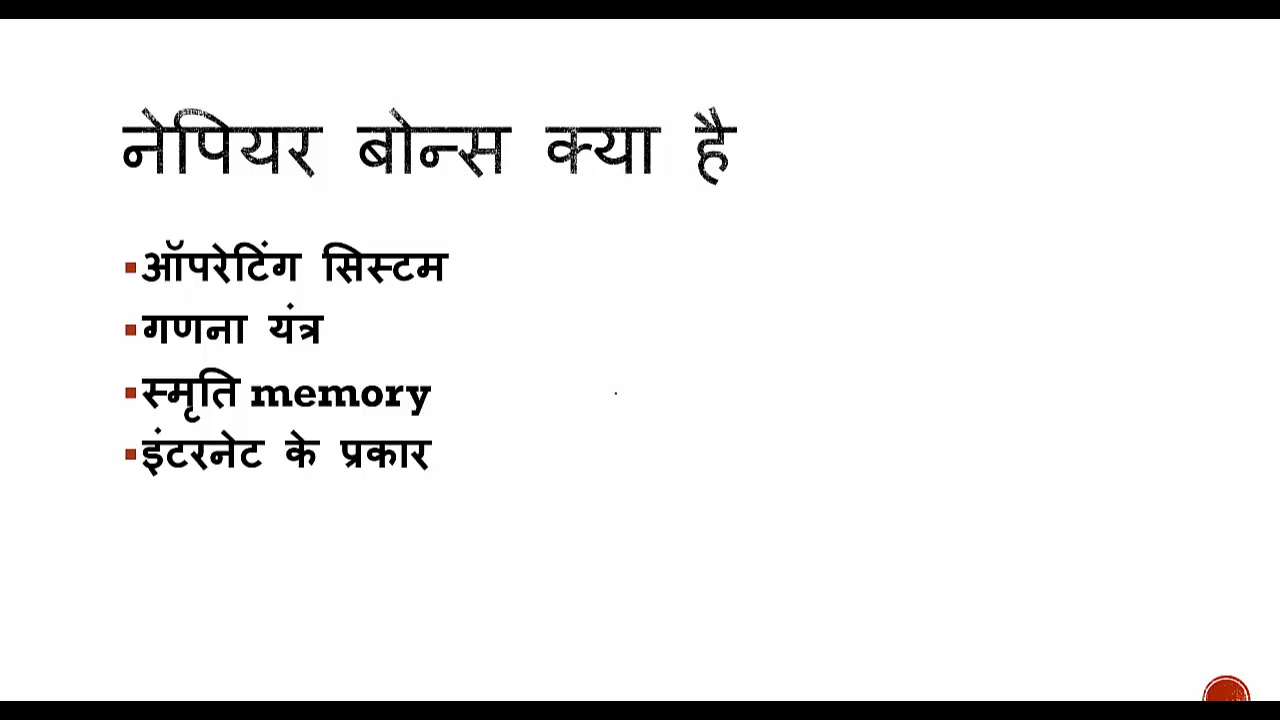 नेपियर बोन्स क्या है
ऑपरेटिंग सिस्टम
गणना यंत्र
स्मृति memory
इंटरनेट के प्रकार